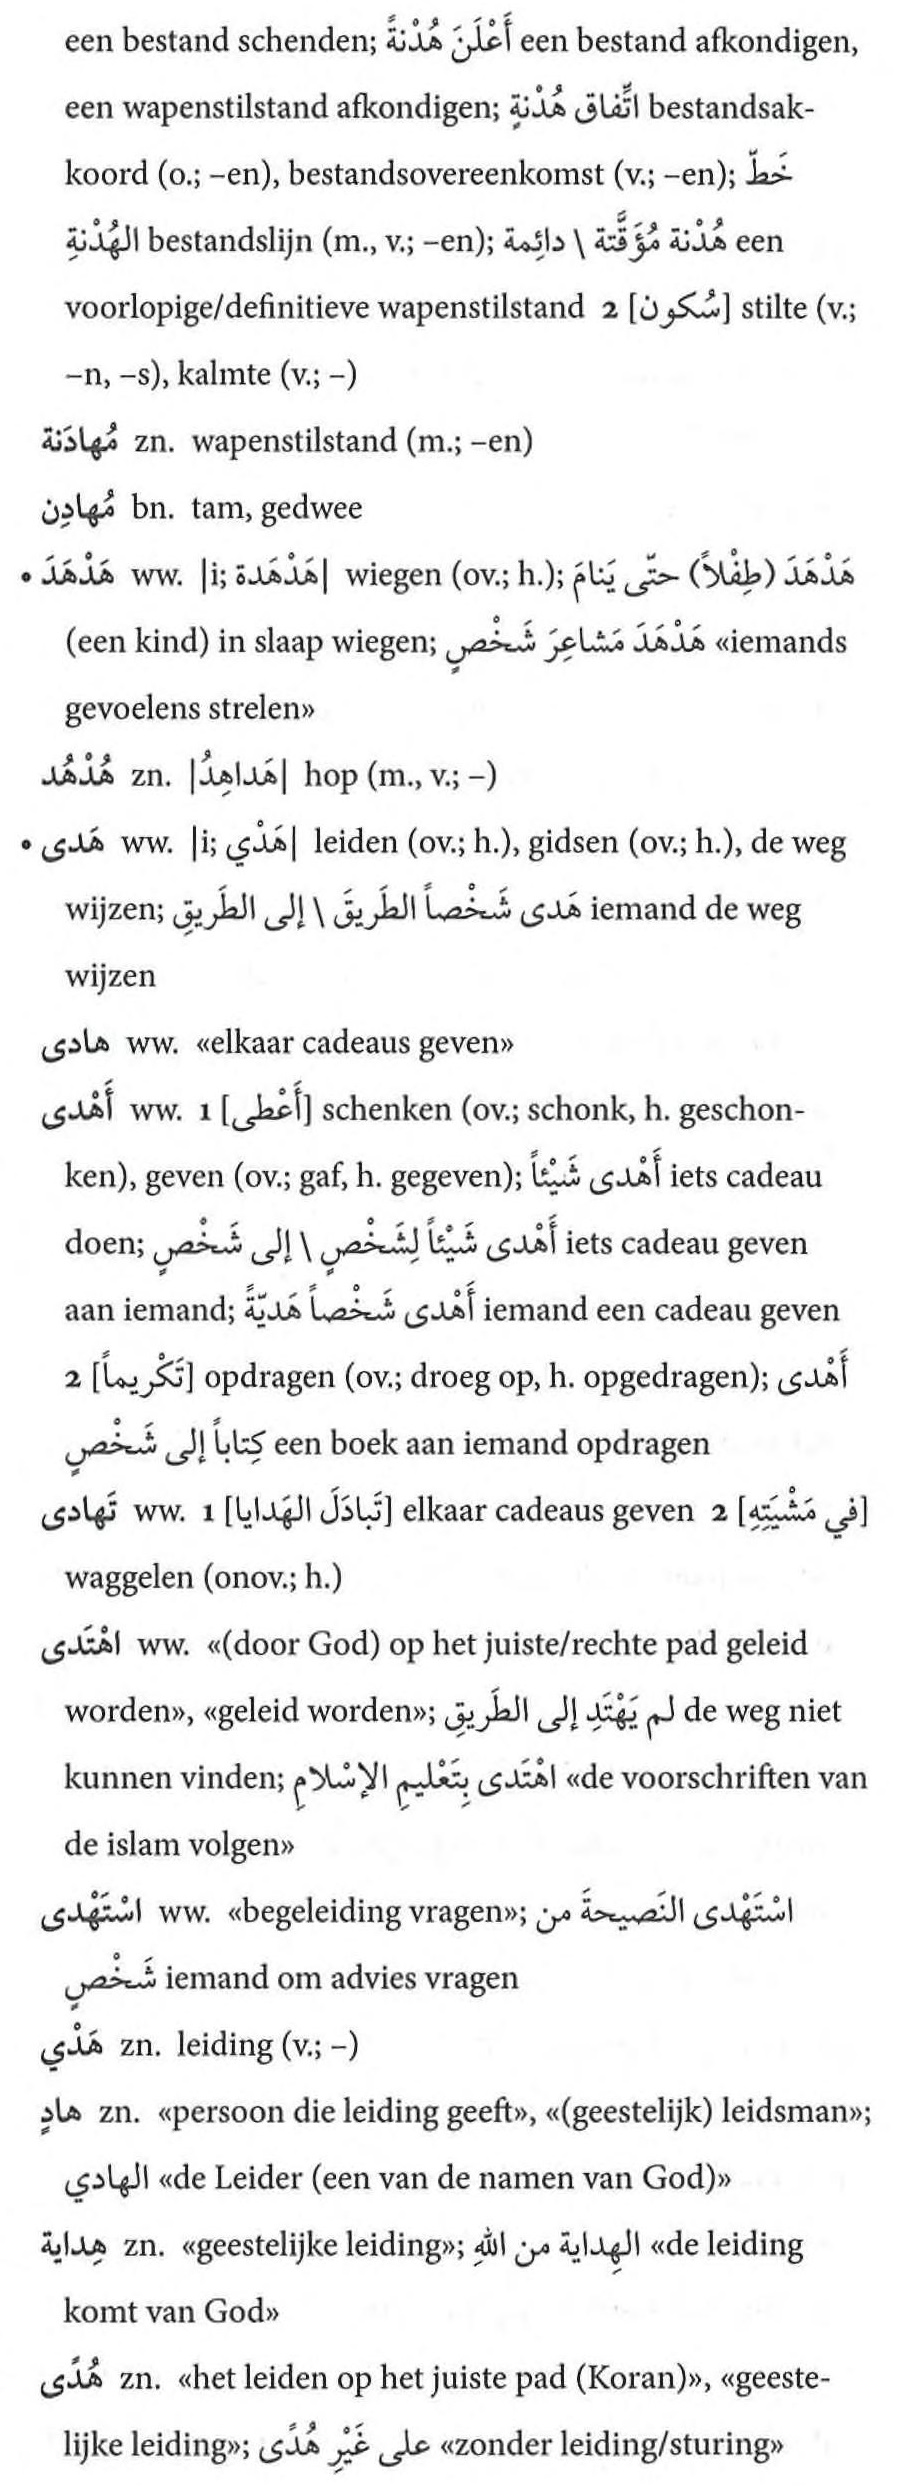 een bestand schenden; أَعْلَنَ هُدْنةً een bestand afkondigen,
een wapenstilstand afkondigen; اتِّفاق هُدْنةٍ bestandsak-
koord (o.; –en), bestandsovereenkomst (v.; –en); خَطّ
الهُدْنةِ bestandslijn (m., v.; –en); هُدْنة مُؤَقَّتة \ دائِمة een
voorlopige/definitieve wapenstilstand 2 [سُكون] stilte (v.;
–n, –s), kalmte (v.; –)
مُهادَنة zn. wapenstilstand (m.; –en)
مُهادِن bn. tam, gedwee
• هَدْهَدَ ww. |i; هَدْهَدة| wiegen (ov.; h.); هَدْهَدَ (طِفْلاً) حتّى يَنامَ
(een kind) in slaap wiegen; هَدْهَدَ مَشاعِرَ شَخْصٍ «iemands
gevoelens strelen»
هُدْهُد zn. |هَداهِدُ| hop (m., v.; –)
• هَدى ww. |i; هَدْي| leiden (ov.; h.), gidsen (ov.; h.), de weg
wijzen; هَدى شَخْصاً الطَريقَ \ إلى الطَريقِ iemand de weg
wijzen
هادى ww. «elkaar cadeaus geven»
أَهْدى ww. 1 [أَعْطى] schenken (ov.; schonk, h. geschon-
ken), geven (ov.; gaf, h. gegeven); أَهْدى شَيْئاً iets cadeau
doen; أَهْدى شَيْئاً لِشَخْصٍ \ إلى شَخْصٍ iets cadeau geven
aan iemand; أَهْدى شَخْصاً هَدِيّةً iemand een cadeau geven
2 [تَكْريماً] opdragen (ov.; droeg op, h. opgedragen); أَهْدى
كِتاباً إلى شَخْصٍ een boek aan iemand opdragen
تَهادى ww. 1 [تَبادَلَ الهَدايا] elkaar cadeaus geven 2 [في مَشْيَتِهِ]
waggelen (onov.; h.)
اهْتَدى ww. «(door God) op het juiste/rechte pad geleid
worden», «geleid worden»; لم يَهْتَدِ إلى الطَريقِ de weg niet
kunnen vinden; اهْتَدى بِتَعْليمِ الإسْلامِ «de voorschriften van
de islam volgen»
اسْتَهْدى ww. «begeleiding vragen»; اسْتَهْدى النَصيحةَ من
شَخْصٍ iemand om advies vragen
هَدْي zn. leiding (v.; –)
هادٍ zn. «persoon die leiding geeft», «(geestelijk) leidsman»;
الهادي «de Leider (een van de namen van God)»
هِداية zn. «geestelijke leiding»; الهِداية من اللهِ «de leiding
komt van God»
هُدًى zn. «het leiden op het juiste pad (Koran)», «geeste-
lijke leiding»; على غَيْرِ هُدًى «zonder leiding/sturing»